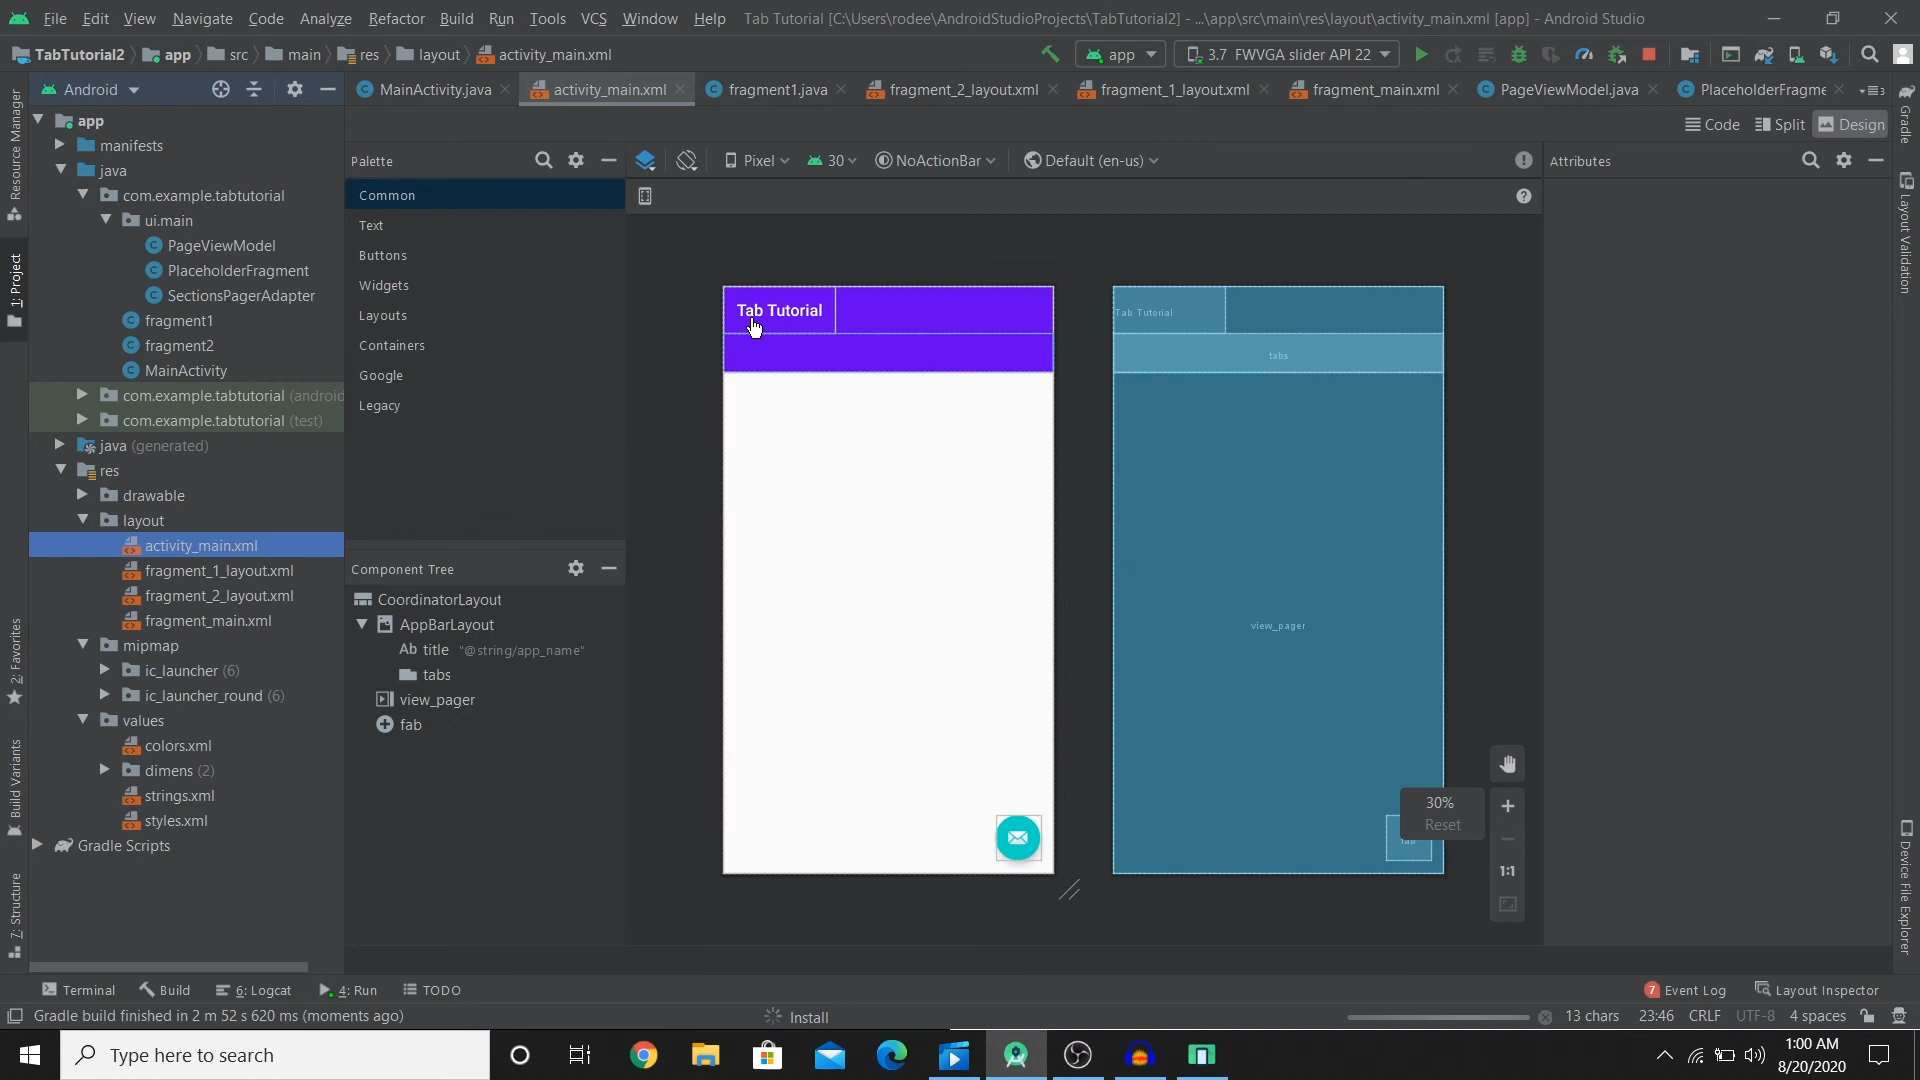 File Edit View Navigate Code Analyze Refactor Build Run Tools VCS Window Help Tab Tutorial [C:\Users\rodee\AndroidStudioProjects\TabTutorial2] - ...\app\src\main\res\layout\activity_main.xml [app] - Android Studio
TabTutorial2 app src main res layout activity_main.xml app 3.7 FWVGA slider API 22
Android MainActivity.java activity_main.xml fragment1.java fragment_2_layout.xml fragment_1_layout.xml fragment_main.xml PageViewModel.java PlaceholderFragme
Code Split Design
Resource Manager
1: Project
2: Favorites
Build Variants
7: Structure
app
manifests
java
com.example.tabtutorial
ui.main
PageViewModel
PlaceholderFragment
SectionsPagerAdapter
fragment1
fragment2
MainActivity
com.example.tabtutorial (android
com.example.tabtutorial (test)
java (generated)
res
drawable
layout
activity_main.xml
fragment_1_layout.xml
fragment_2_layout.xml
fragment_main.xml
mipmap
ic_launcher (6)
ic_launcher_round (6)
values
colors.xml
dimens (2)
strings.xml
styles.xml
Gradle Scripts
Palette
Common
Text
Buttons
Widgets
Layouts
Containers
Google
Legacy
Component Tree
CoordinatorLayout
AppBarLayout
Ab title "@string/app_name"
tabs
view_pager
fab
Pixel 30 NoActionBar Default (en-us)
Tab Tutorial
Tab Tutorial
tabs
view_pager
fab
30%
Reset
1:1
Attributes
Gradle
Layout Validation
Device File Explorer
Terminal Build 6: Logcat 4: Run TODO 7 Event Log Layout Inspector
Gradle build finished in 2 m 52 s 620 ms (moments ago) Install 13 chars 23:46 CRLF UTF-8 4 spaces
Type here to search
1:00 AM
8/20/2020